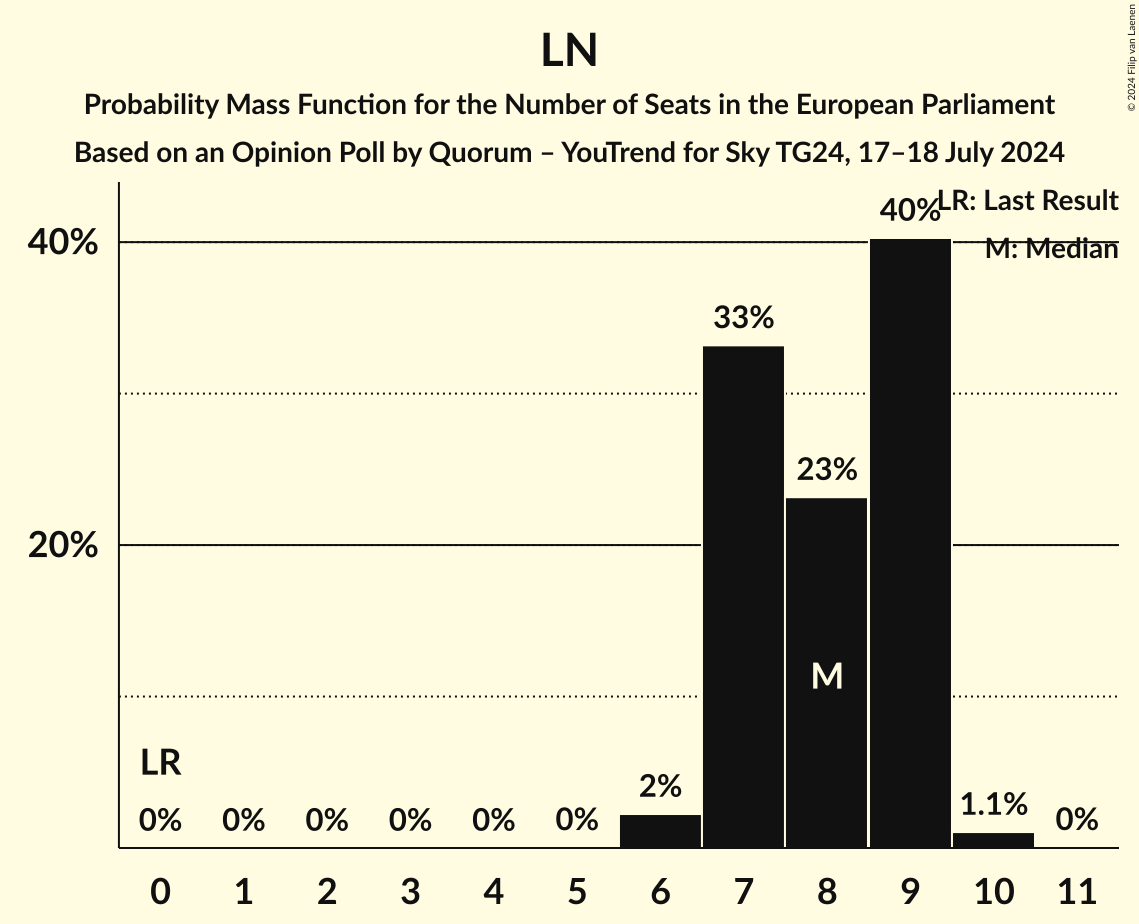 LN
Probability Mass Function for the Number of Seats in the European Parliament
Based on an Opinion Poll by Quorum – YouTrend for Sky TG24, 17–18 July 2024
© 2024 Filip van Laenen
LR: Last Result
M: Median
40%
20%
40%
33%
23%
M
LR
0% 0% 0% 0% 0% 0% 2% 1.1% 0%
0 1 2 3 4 5 6 7 8 9 10 11